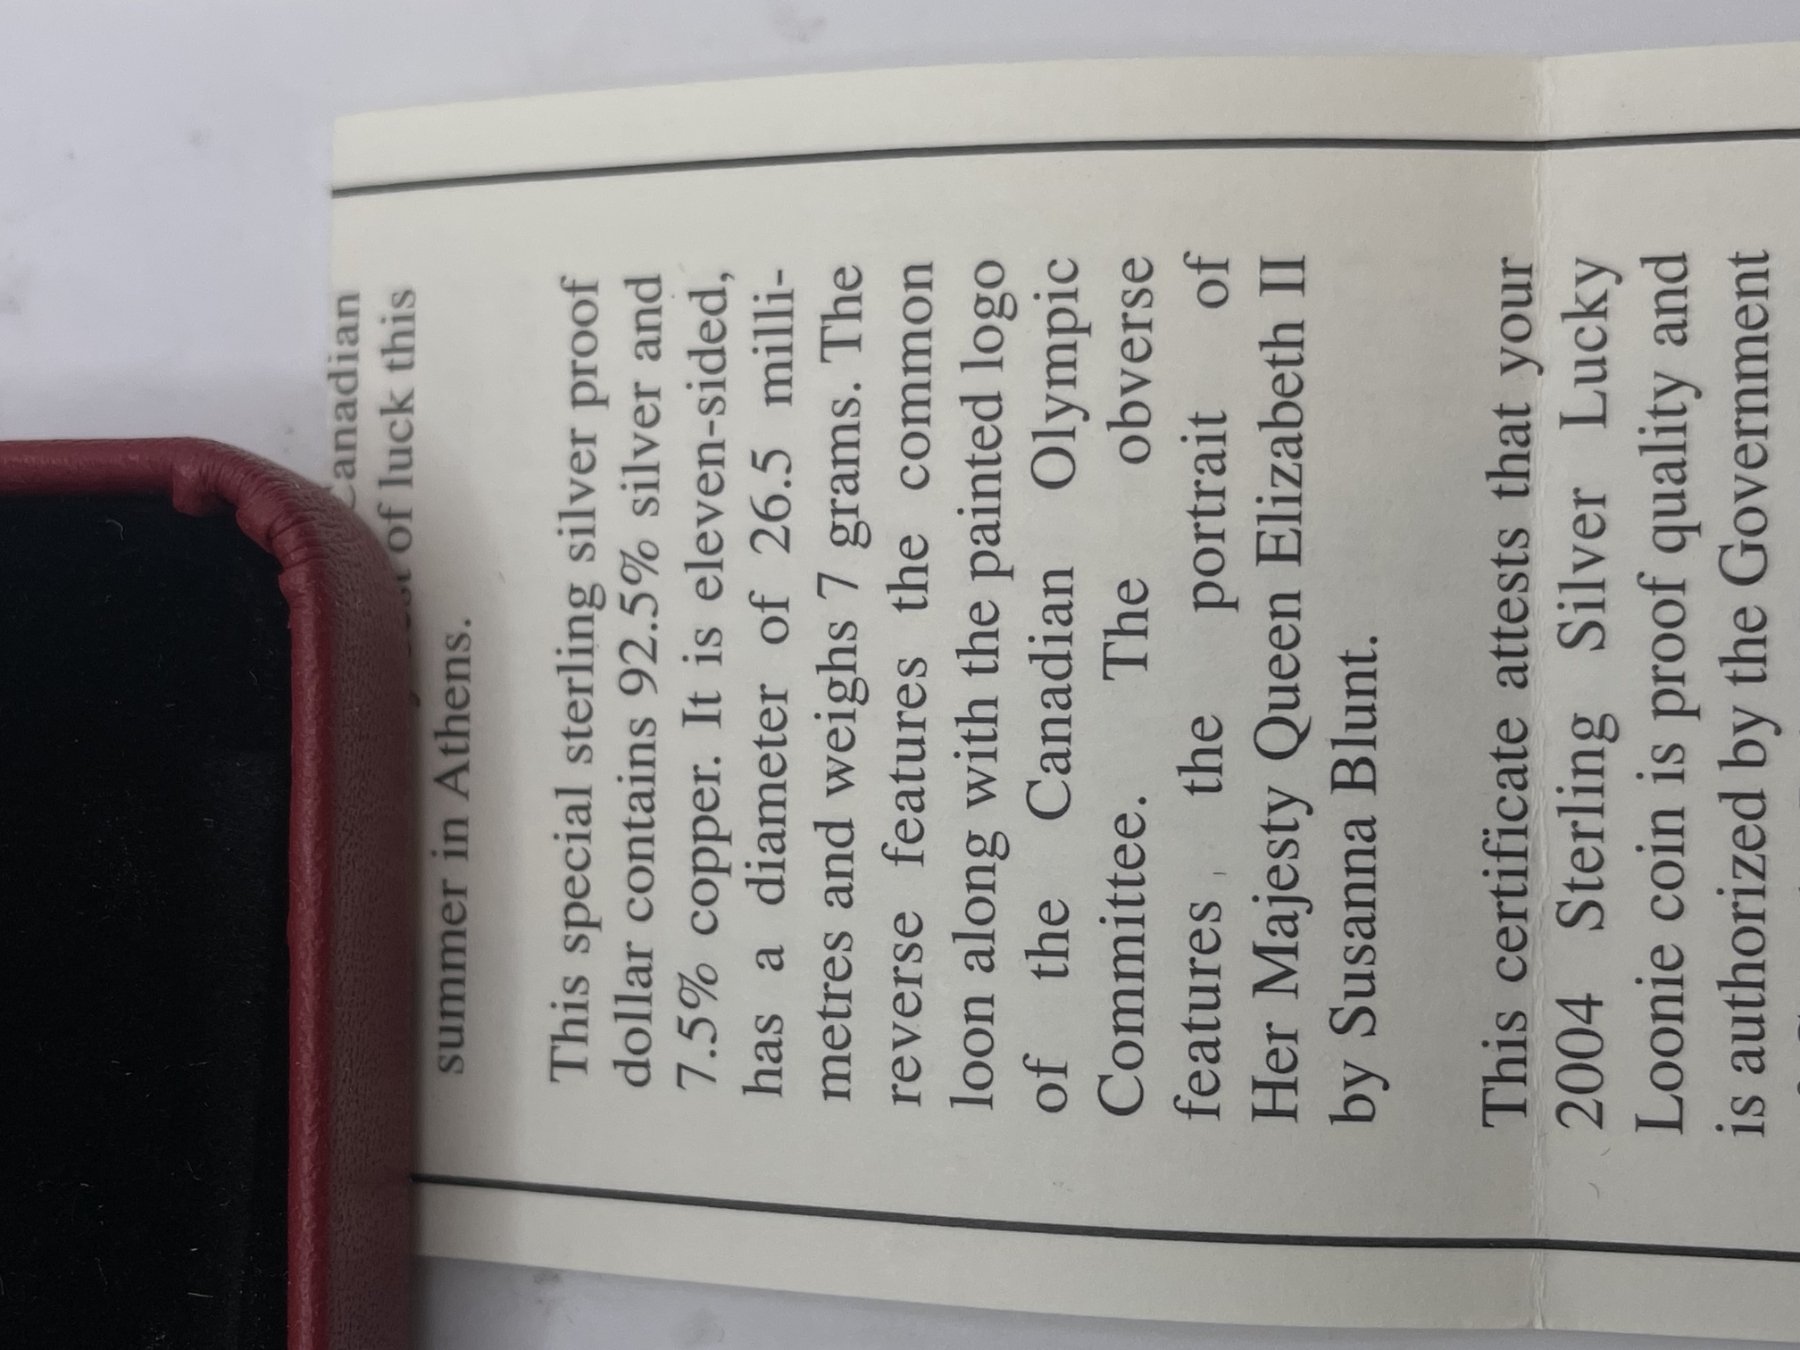 Canadian
of luck this
summer in Athens.
This special sterling silver proof
dollar contains 92.5% silver and
7.5% copper. It is eleven-sided,
has a diameter of 26.5 milli-
metres and weighs 7 grams. The
reverse features the common
loon along with the painted logo
of the Canadian Olympic
Committee. The obverse
features the portrait of
Her Majesty Queen Elizabeth II
by Susanna Blunt.
This certificate attests that your
2004 Sterling Silver Lucky
Loonie coin is proof quality and
is authorized by the Government